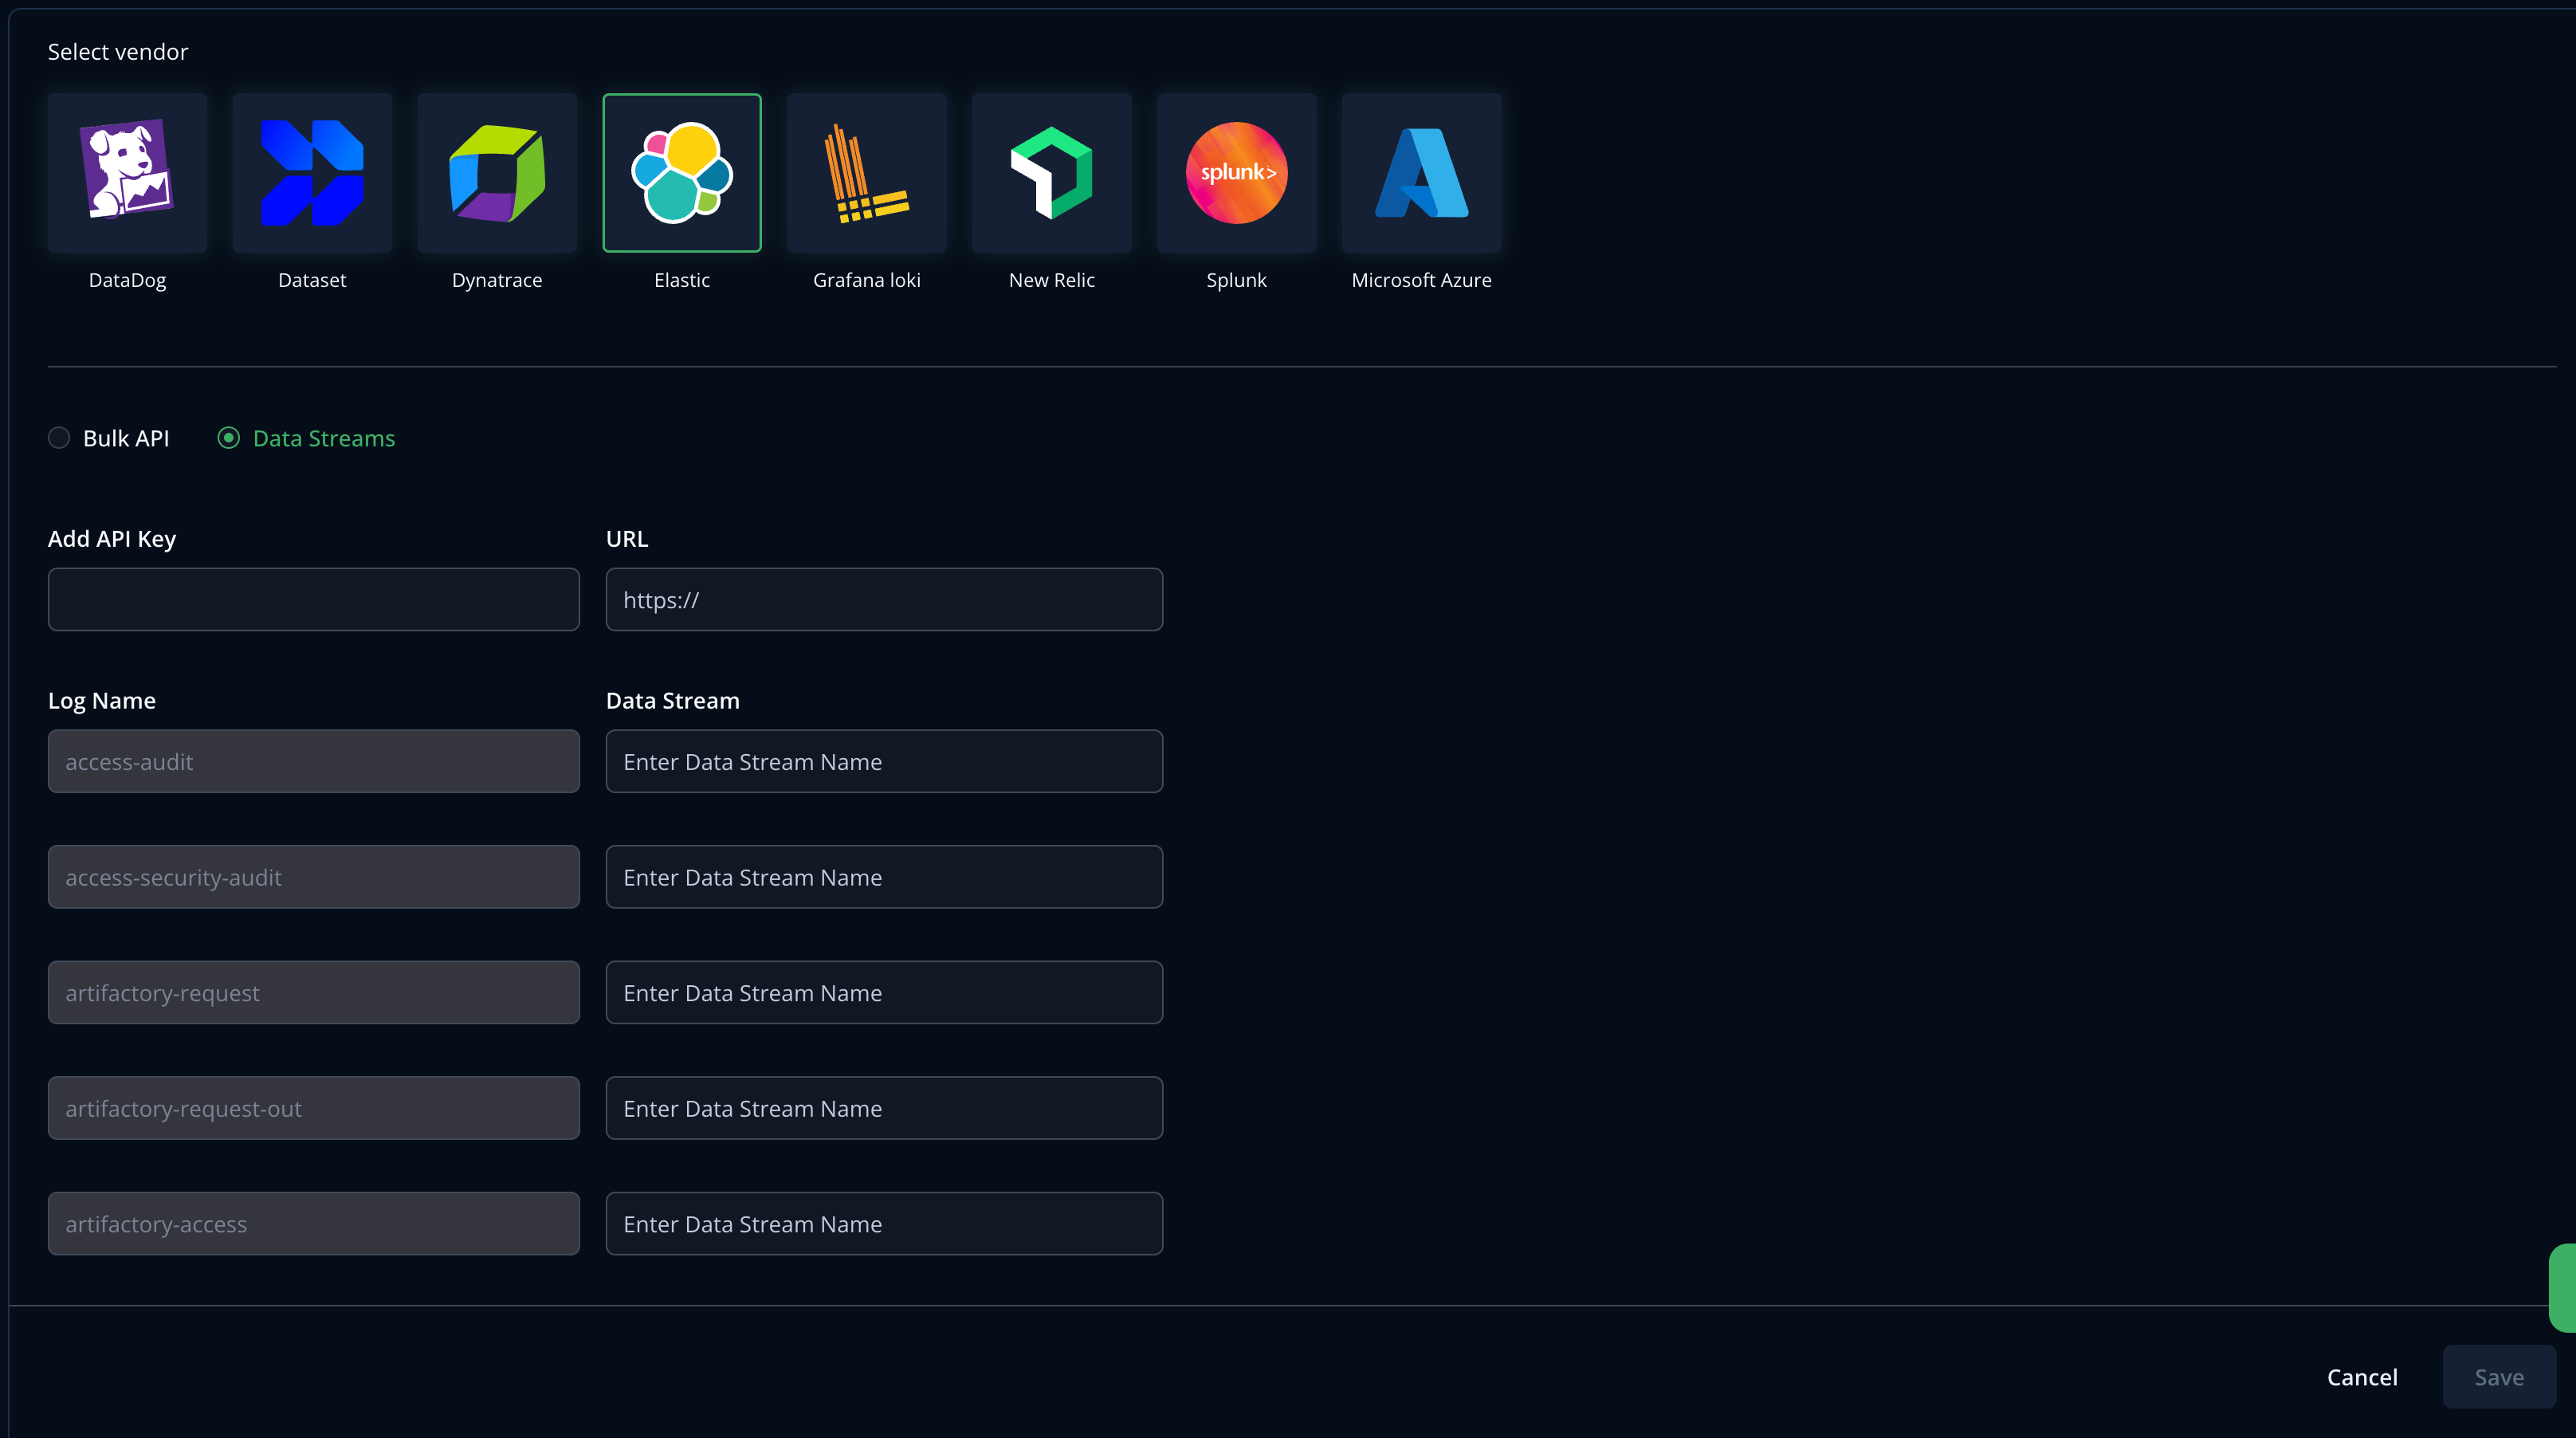 Select vendor
splunk>
DataDog Dataset Dynatrace Elastic Grafana loki New Relic Splunk Microsoft Azure
Bulk API Data Streams
Add API Key URL
https://
Log Name Data Stream
access-audit Enter Data Stream Name
access-security-audit Enter Data Stream Name
artifactory-request Enter Data Stream Name
artifactory-request-out Enter Data Stream Name
artifactory-access Enter Data Stream Name
Cancel Save